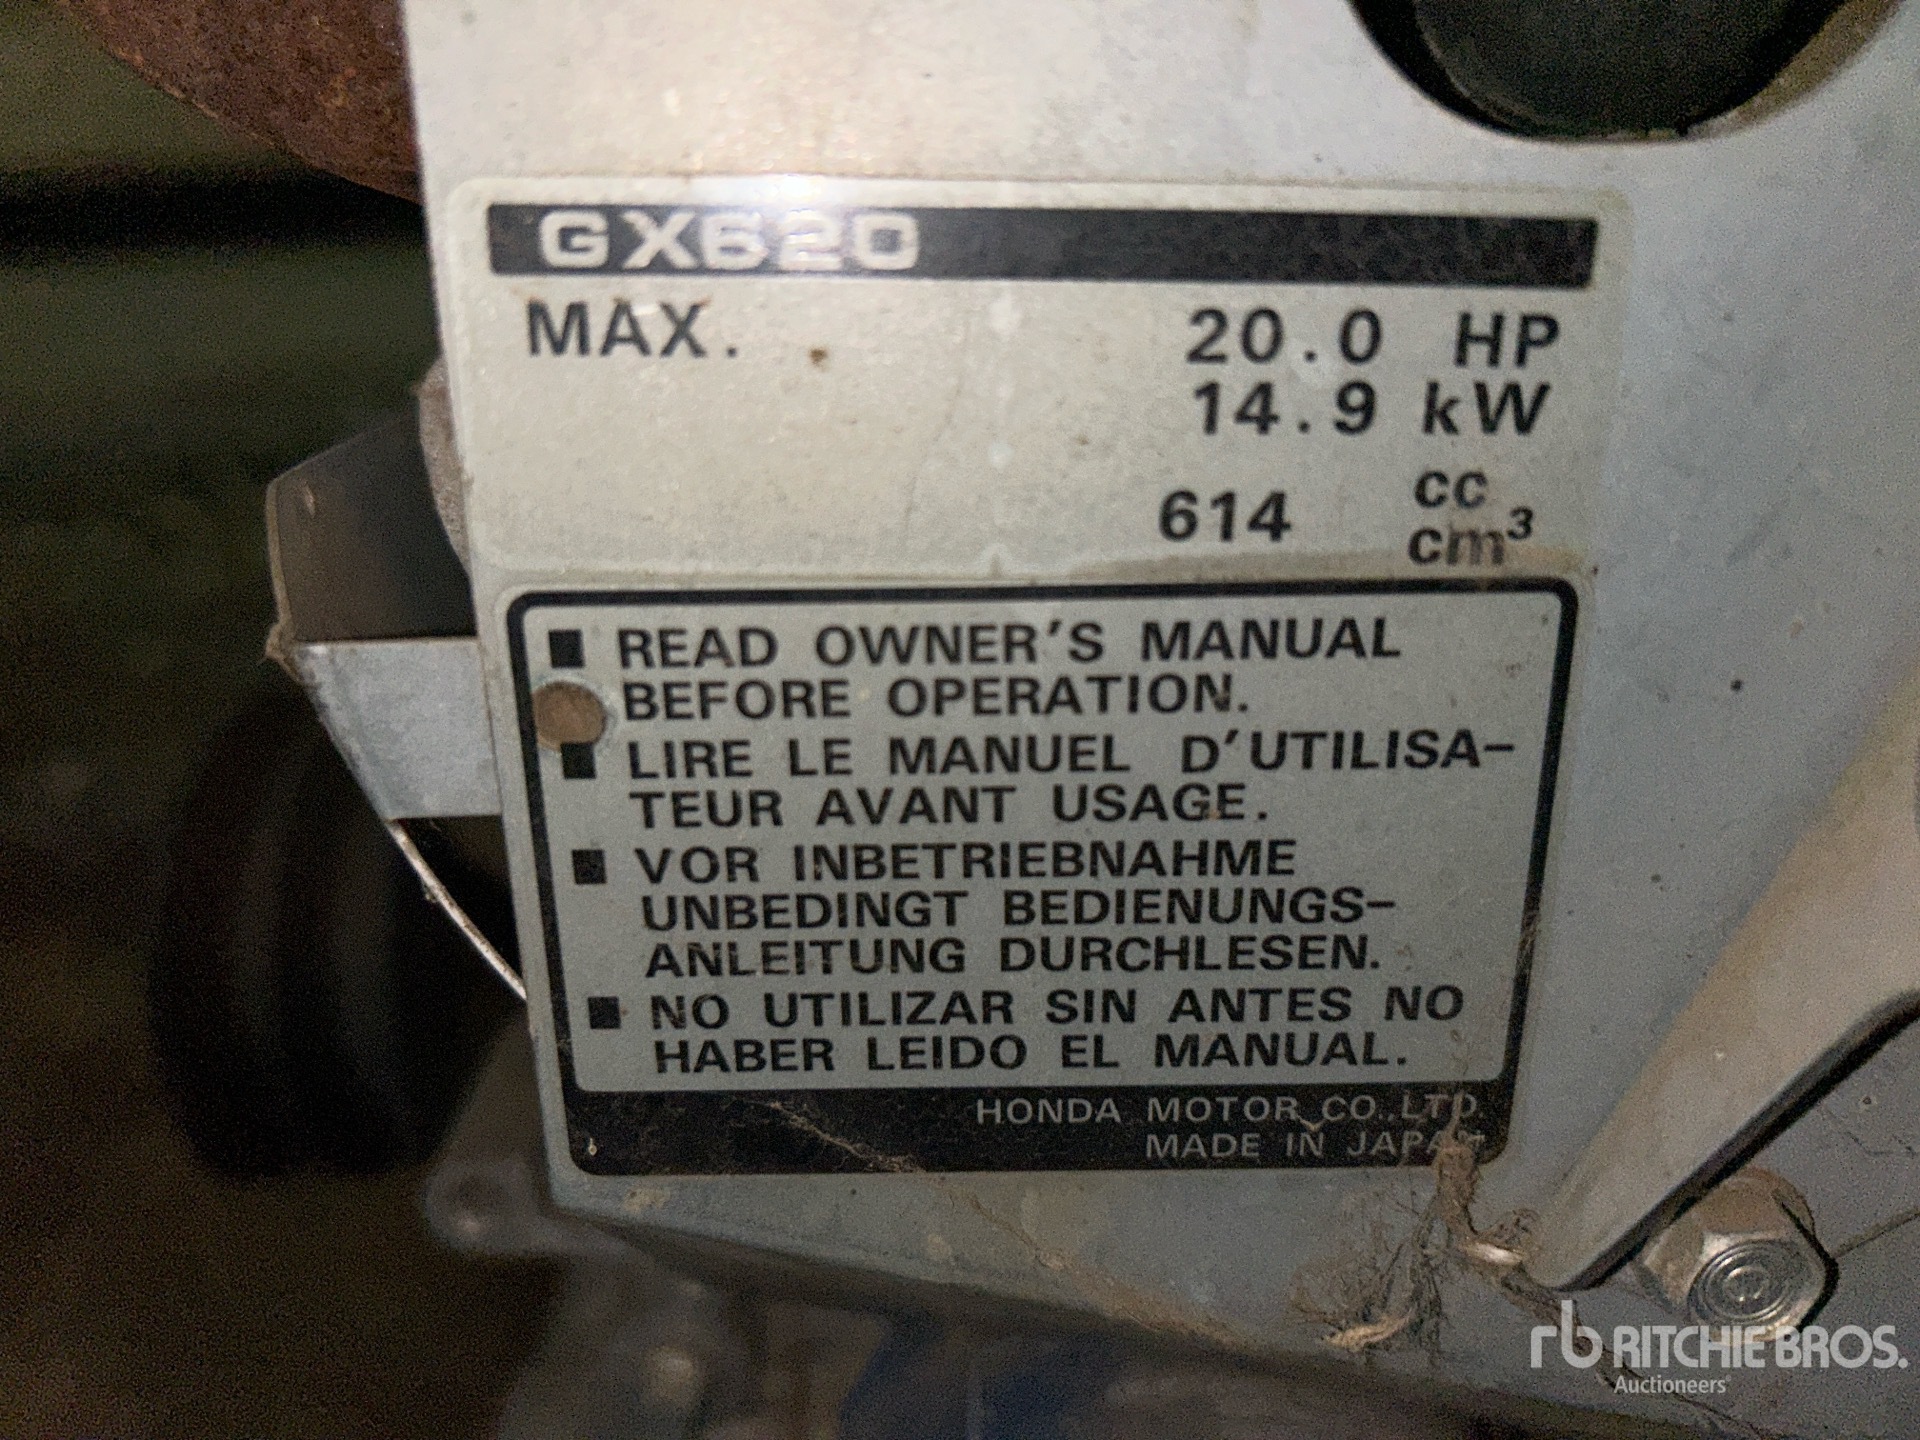 GX620
MAX. 20.0 HP
14.9 kW
614 cc
cm³
■ READ OWNER'S MANUAL
BEFORE OPERATION.
■ LIRE LE MANUEL D'UTILISA-
TEUR AVANT USAGE.
■ VOR INBETRIEBNAHME
UNBEDINGT BEDIENUNGS-
ANLEITUNG DURCHLESEN.
■ NO UTILIZAR SIN ANTES NO
HABER LEIDO EL MANUAL.
HONDA MOTOR CO.,LTD.
MADE IN JAPAN
rb RITCHIE BROS.
Auctioneers